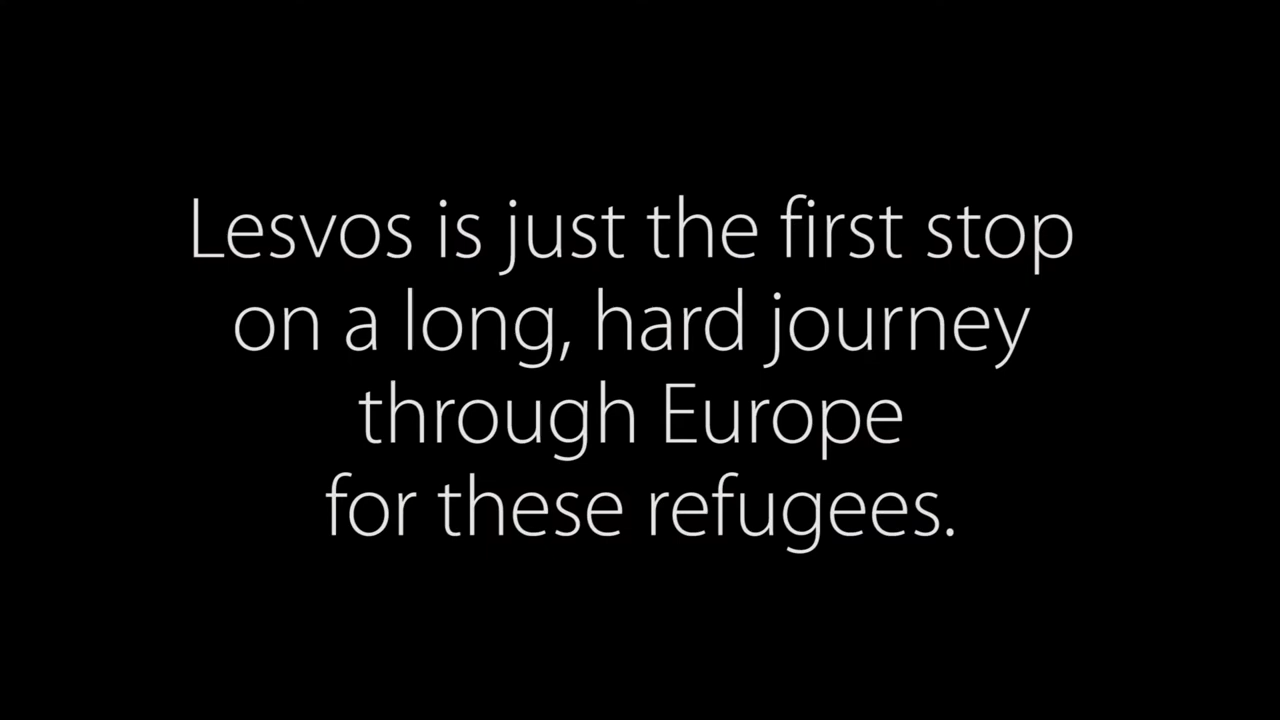 Lesvos is just the first stop
on a long, hard journey
through Europe
for these refugees.